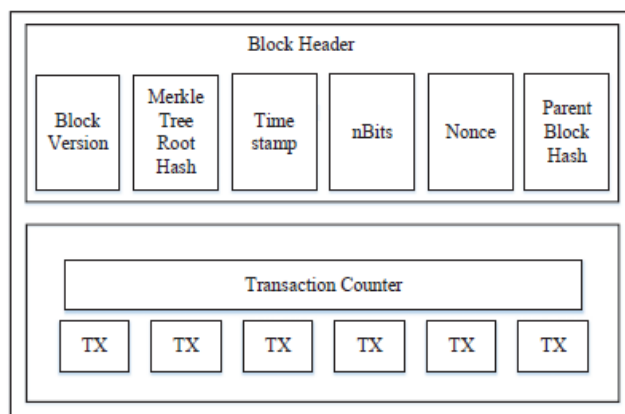 Block Header
Block
Version
Merkle
Tree
Root
Hash
Time
stamp
nBits
Nonce
Parent
Block
Hash
Transaction Counter
TX TX TX TX TX TX